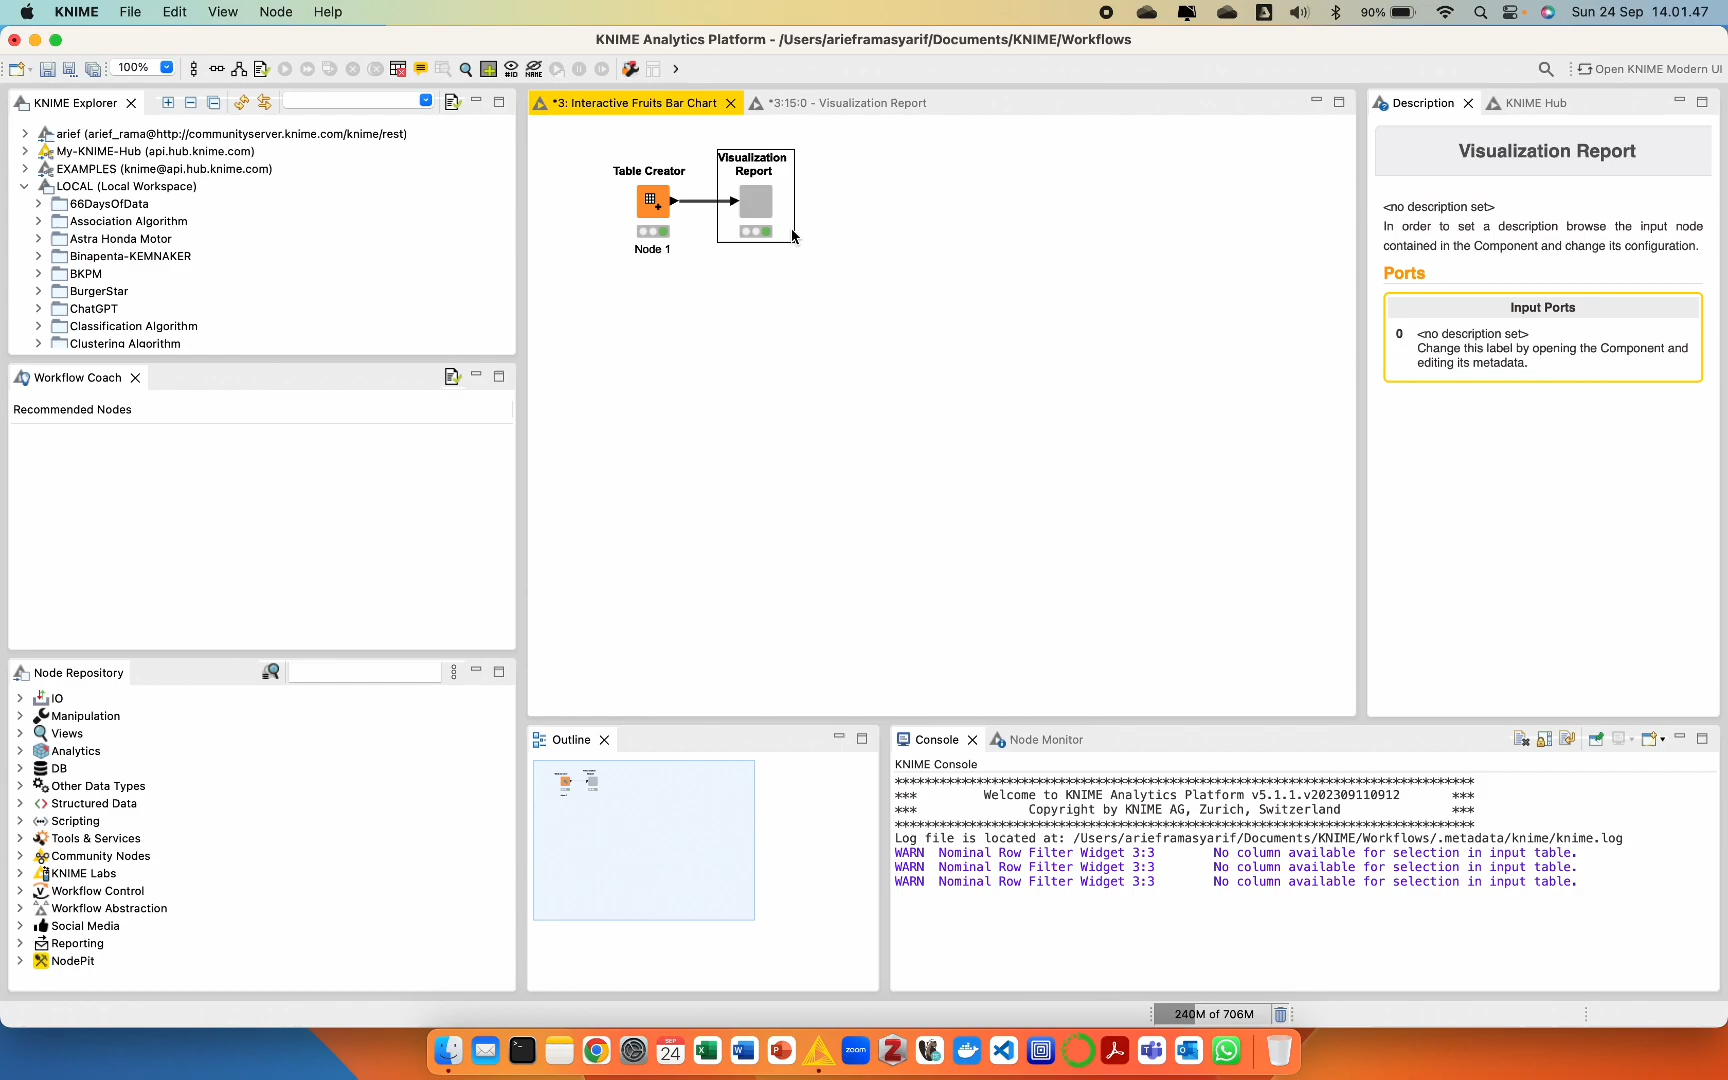 KNIME File Edit View Node Help
90%
Sun 24 Sep 14.01.47
KNIME Analytics Platform - /Users/arieframasyarif/Documents/KNIME/Workflows
100%
#ID
NAME
Open KNIME Modern UI
KNIME Explorer
arief (arief_rama@http://communityserver.knime.com/knime/rest)
My-KNIME-Hub (api.hub.knime.com)
EXAMPLES (knime@api.hub.knime.com)
LOCAL (Local Workspace)
66DaysOfData
Association Algorithm
Astra Honda Motor
Binapenta-KEMNAKER
BKPM
BurgerStar
ChatGPT
Classification Algorithm
Clustering Algorithm
Workflow Coach
Recommended Nodes
Node Repository
IO
Manipulation
Views
Analytics
DB
Other Data Types
Structured Data
Scripting
Tools & Services
Community Nodes
KNIME Labs
Workflow Control
Workflow Abstraction
Social Media
Reporting
NodePit
*3: Interactive Fruits Bar Chart
*3:15:0 - Visualization Report
Table Creator
Node 1
Visualization
Report
Description
KNIME Hub
Visualization Report
<no description set>
In order to set a description browse the input node
contained in the Component and change its configuration.
Ports
Input Ports
0 <no description set>
Change this label by opening the Component and
editing its metadata.
Outline
Console
Node Monitor
KNIME Console
********************************************************************************
*** Welcome to KNIME Analytics Platform v5.1.1.v202309110912 ***
*** Copyright by KNIME AG, Zurich, Switzerland ***
********************************************************************************
Log file is located at: /Users/arieframasyarif/Documents/KNIME/Workflows/.metadata/knime/knime.log
WARN Nominal Row Filter Widget 3:3 No column available for selection in input table.
WARN Nominal Row Filter Widget 3:3 No column available for selection in input table.
WARN Nominal Row Filter Widget 3:3 No column available for selection in input table.
240M of 706M
SEP
24
zoom